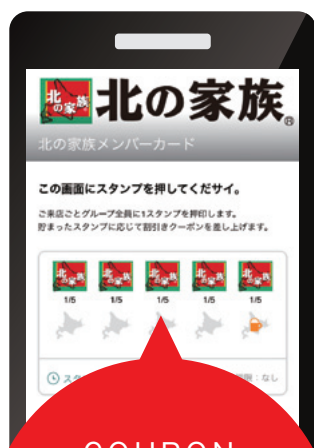 北の家族 北の家族®
北の家族メンバーカード
この画面にスタンプを押してくだサイ。
ご来店ごとグループ全員に1スタンプを押印します。
貯まったスタンプに応じて割引きクーポンを差し上げます。
北の家族 北の家族 北の家族 北の家族 北の家族
1/5 1/5 1/5 1/5 1/5
スタ 限：なし
COUPON